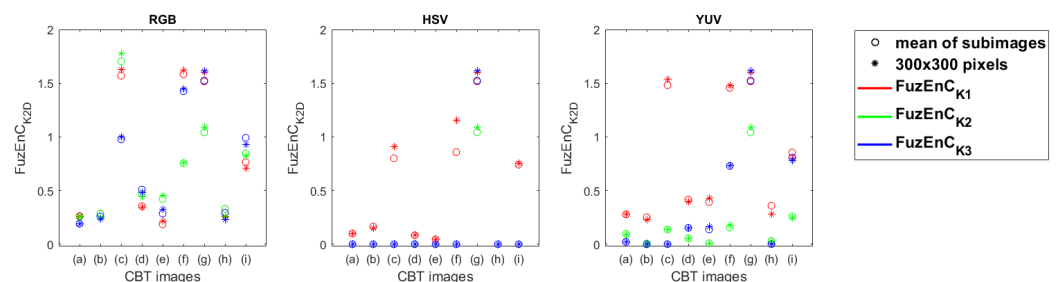 RGB
2
1.5
1
0.5
0
FuzEnC_K2D
(a) (b) (c) (d) (e) (f) (g) (h) (i)
CBT images
HSV
2
1.5
1
0.5
0
FuzEnC_K2D
(a) (b) (c) (d) (e) (f) (g) (h) (i)
CBT images
YUV
2
1.5
1
0.5
0
FuzEnC_K2D
(a) (b) (c) (d) (e) (f) (g) (h) (i)
CBT images
mean of subimages
300x300 pixels
FuzEnC_K1
FuzEnC_K2
FuzEnC_K3